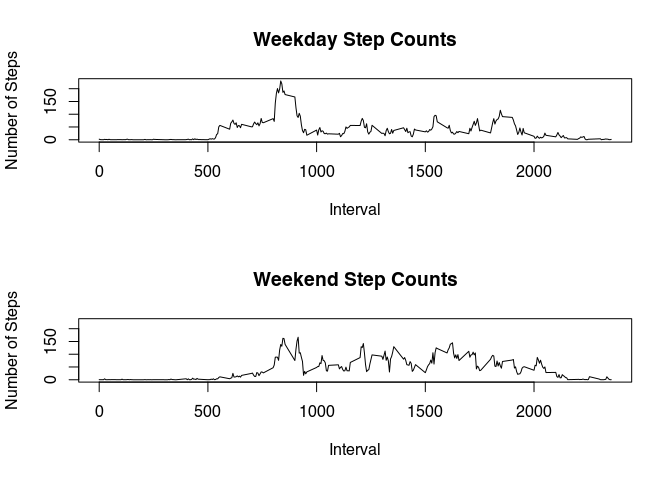 Weekday Step Counts
Number of Steps
150
0
0 500 1000 1500 2000
Interval
Weekend Step Counts
Number of Steps
150
0
0 500 1000 1500 2000
Interval